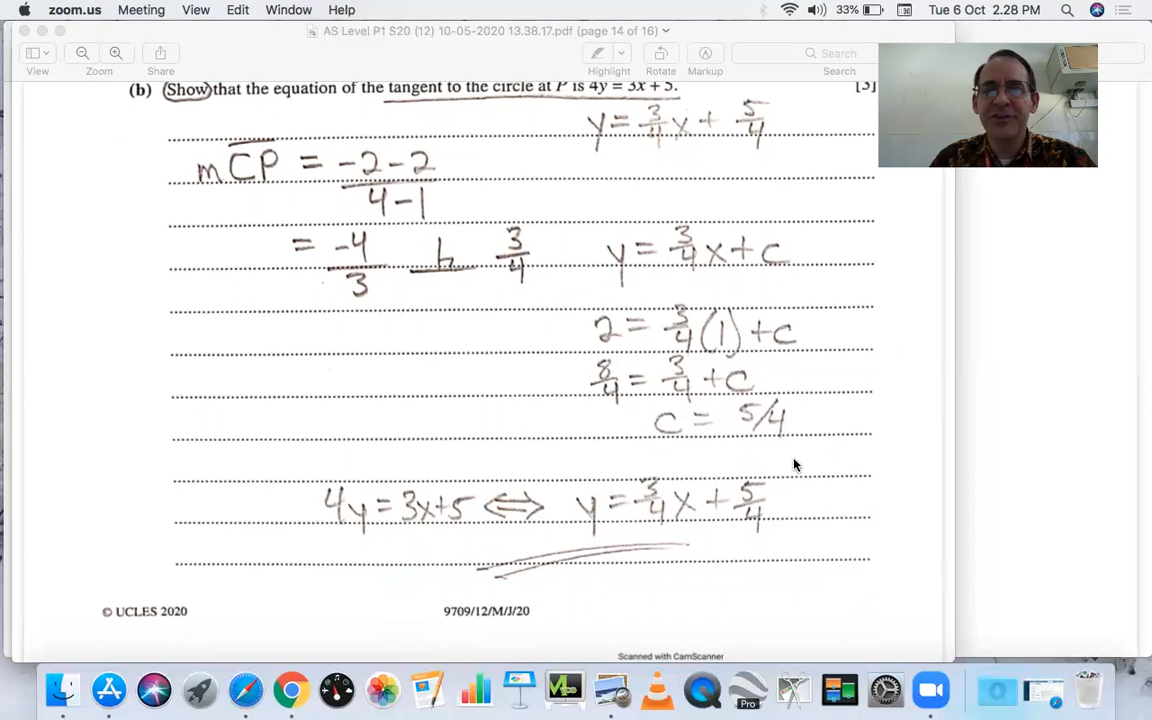 zoom.us Meeting View Edit Window Help 33% Tue 6 Oct 2.28 PM
AS Level P1 S20 (12) 10-05-2020 13.38.17.pdf (page 14 of 16)
View Zoom Share Highlight Rotate Markup Search
Search
(b) Show that the equation of the tangent to the circle at P is 4y = 3x + 5. [3]
y = 3/4 x + 5/4
mCP = -2-2 / 4-1
= -4/3 3/4 y = 3/4 x + c
2 = 3/4 (1) + c
8/4 = 3/4 + c
c = 5/4
4y = 3x+5 ⇔ y = 3/4 x + 5/4
© UCLES 2020 9709/12/M/J/20
Scanned with CamScanner
Pro